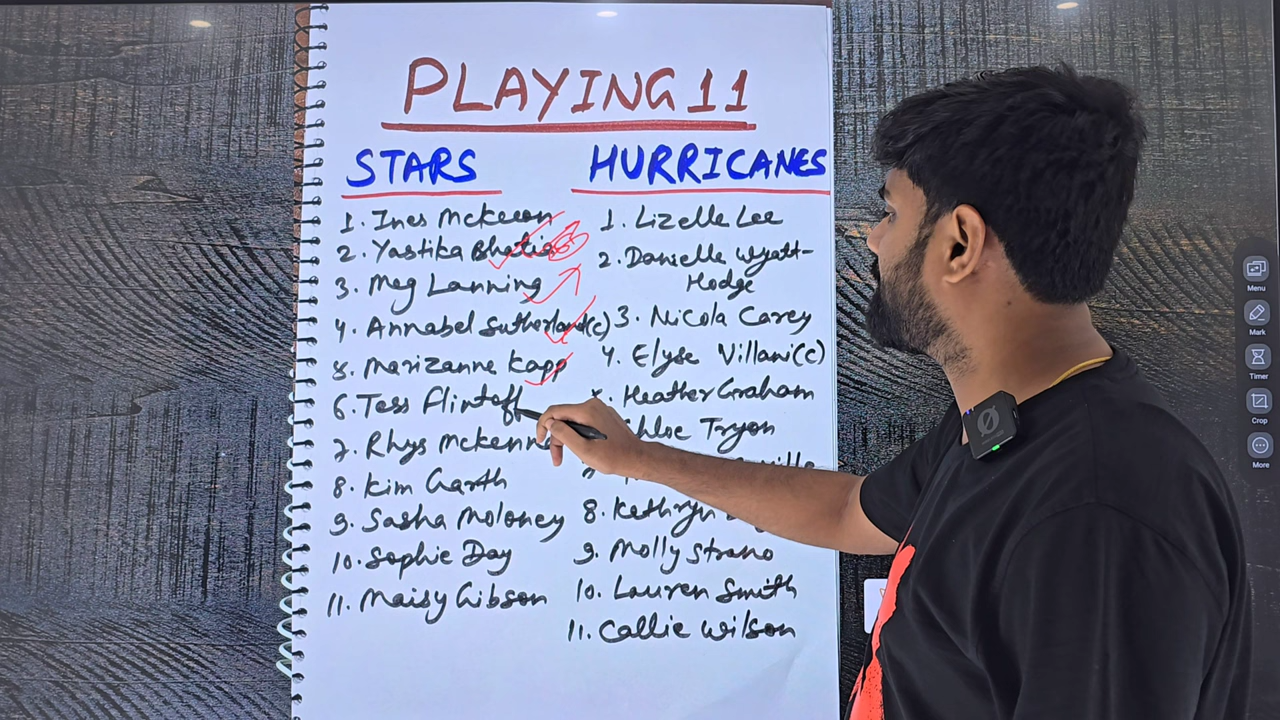 PLAYING 11
STARS
1. Ines McKeon
2. Yastika Bhatia
3. Meg Lanning
4. Annabel Sutherland(c)
5. Marizanne Kapp
6. Tess Flintoff
7. Rhys McKenna
8. Kim Garth
9. Sasha Moloney
10. Sophie Day
11. Maisy Gibson
HURRICANES
1. Lizelle Lee
2. Danielle Wyatt-
Hodge
3. Nicola Carey
4. Elyse Villani(c)
Heather Graham
Chloe Tryon
8. Kathryn
9. Molly Strano
10. Lauren Smith
11. Callie Wilson
Menu
Mark
Timer
Crop
More